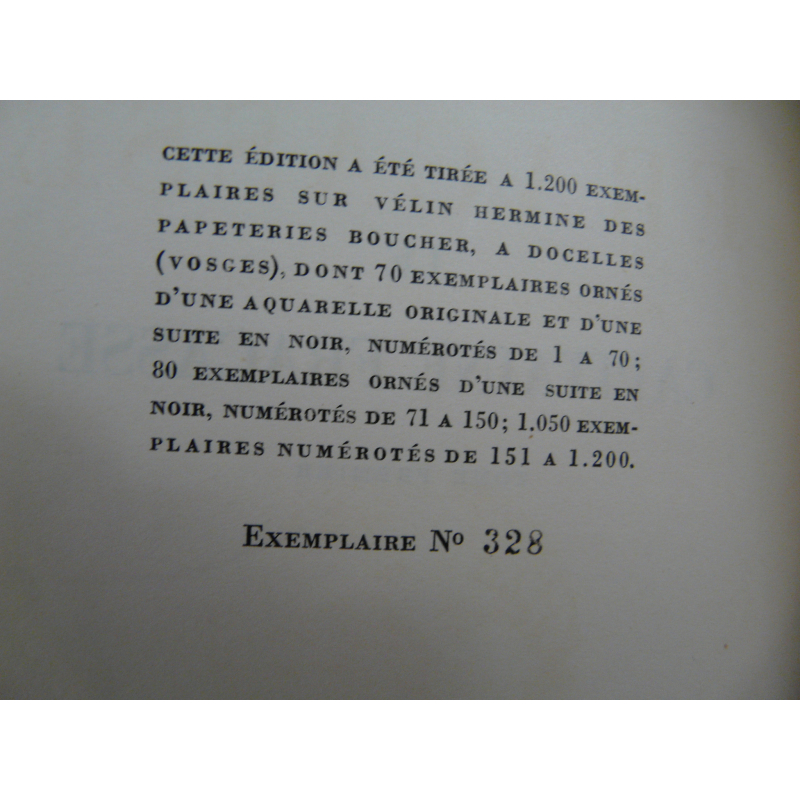 CETTE ÉDITION A ÉTÉ TIRÉE A 1.200 EXEM-
PLAIRES SUR VÉLIN HERMINE DES
PAPETERIES BOUCHER, A DOCELLES
(VOSGES), DONT 70 EXEMPLAIRES ORNÉS
D'UNE AQUARELLE ORIGINALE ET D'UNE
SUITE EN NOIR, NUMÉROTÉS DE 1 A 70;
80 EXEMPLAIRES ORNÉS D'UNE SUITE EN
NOIR, NUMÉROTÉS DE 71 A 150; 1.050 EXEM-
PLAIRES NUMÉROTÉS DE 151 A 1.200.
EXEMPLAIRE Nº 328